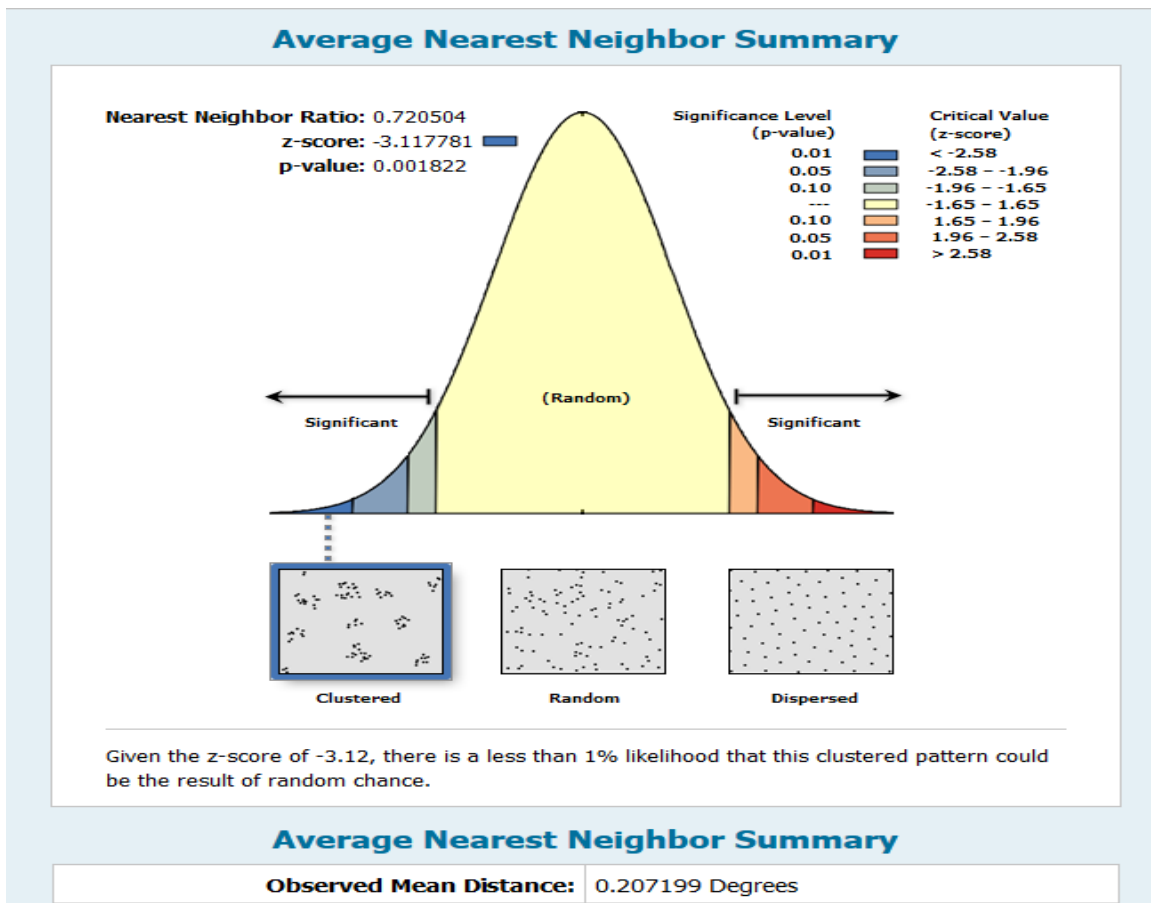 Average Nearest Neighbor Summary
Nearest Neighbor Ratio: 0.720504
z-score: -3.117781
p-value: 0.001822
Significance Level Critical Value
(p-value) (z-score)
0.01 < -2.58
0.05 -2.58 – -1.96
0.10 -1.96 – -1.65
--- -1.65 – 1.65
0.10 1.65 – 1.96
0.05 1.96 – 2.58
0.01 > 2.58
(Random)
Significant Significant
Clustered Random Dispersed
Given the z-score of -3.12, there is a less than 1% likelihood that this clustered pattern could
be the result of random chance.
Average Nearest Neighbor Summary
Observed Mean Distance: 0.207199 Degrees